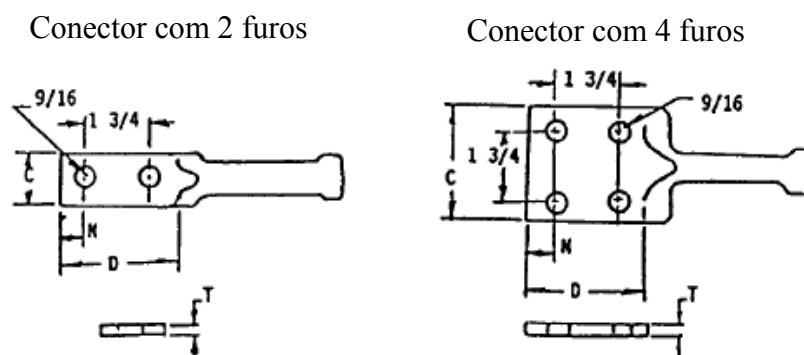 Conector com 2 furos
9/16
1 3/4
C
N
D
T
Conector com 4 furos
1 3/4
9/16
1 3/4
C
N
D
T